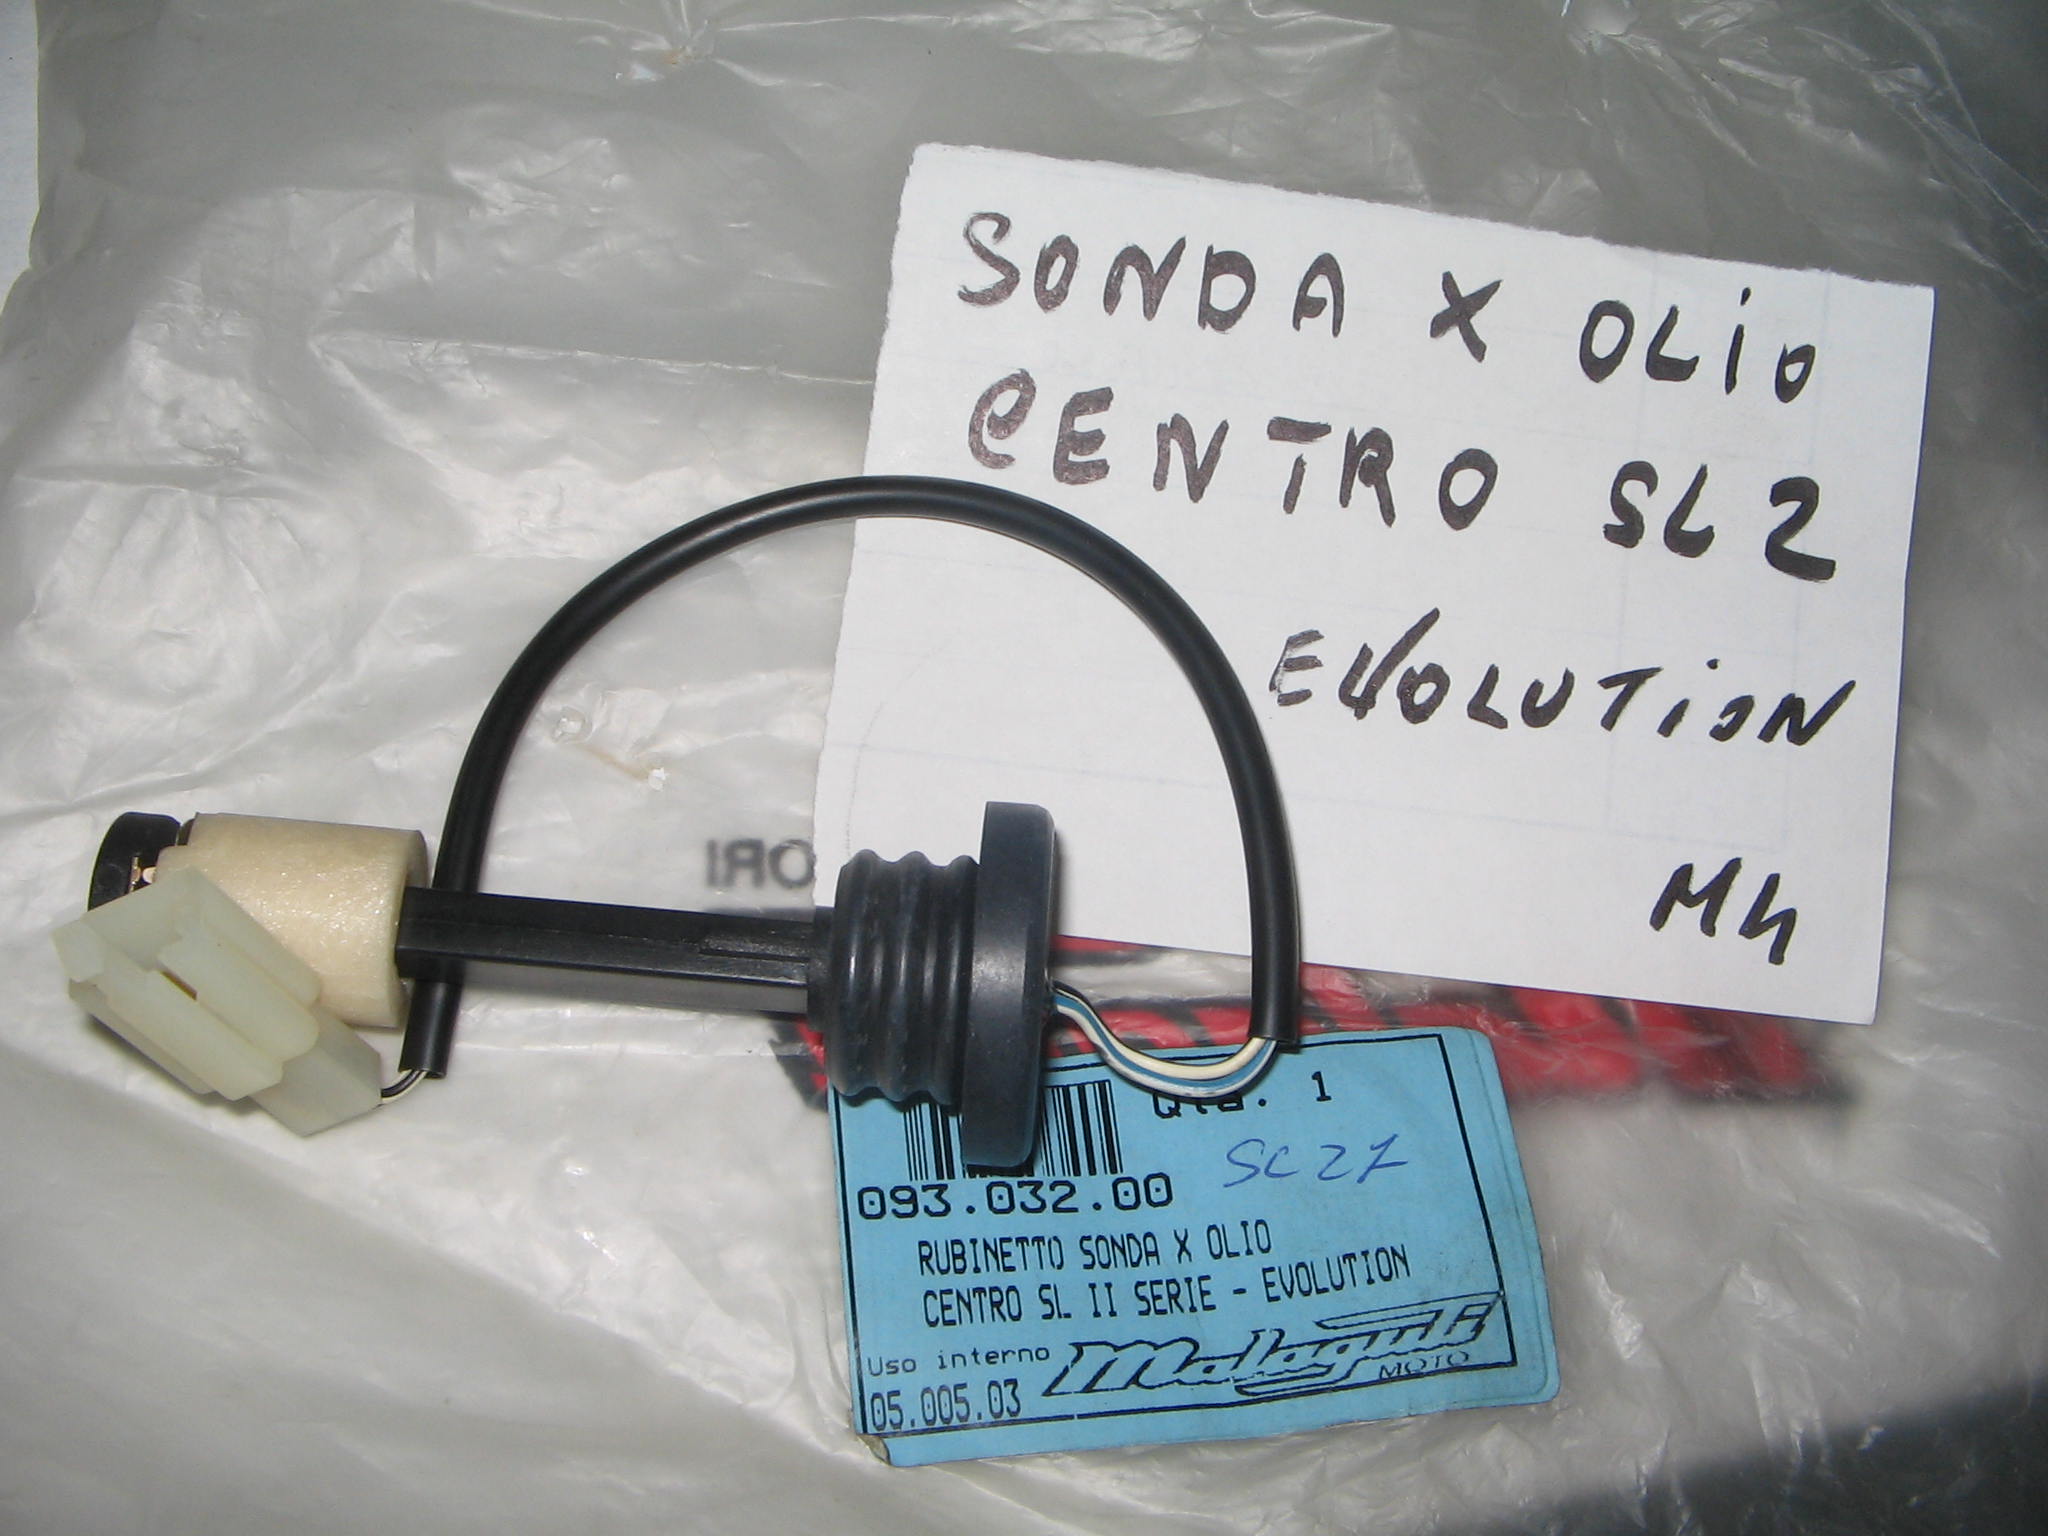 SONDA X OLiO
CENTRO SL2
EVOLUTiON
M4
ORI
Qta. 1
SC27
093.032.00
RUBINETTO SONDA X OLIO
CENTRO SL II SERIE - EVOLUTION
Uso interno
Malaguti
MOTO
05.005.03